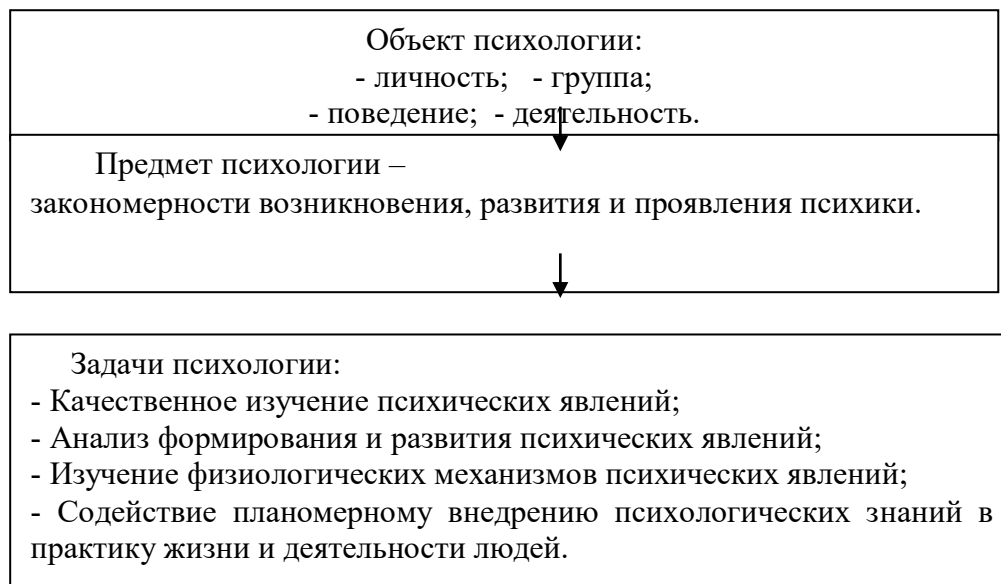 Объект психологии:
- личность; - группа;
- поведение; - деятельность.
Предмет психологии –
закономерности возникновения, развития и проявления психики.
Задачи психологии:
- Качественное изучение психических явлений;
- Анализ формирования и развития психических явлений;
- Изучение физиологических механизмов психических явлений;
- Содействие планомерному внедрению психологических знаний в
практику жизни и деятельности людей.